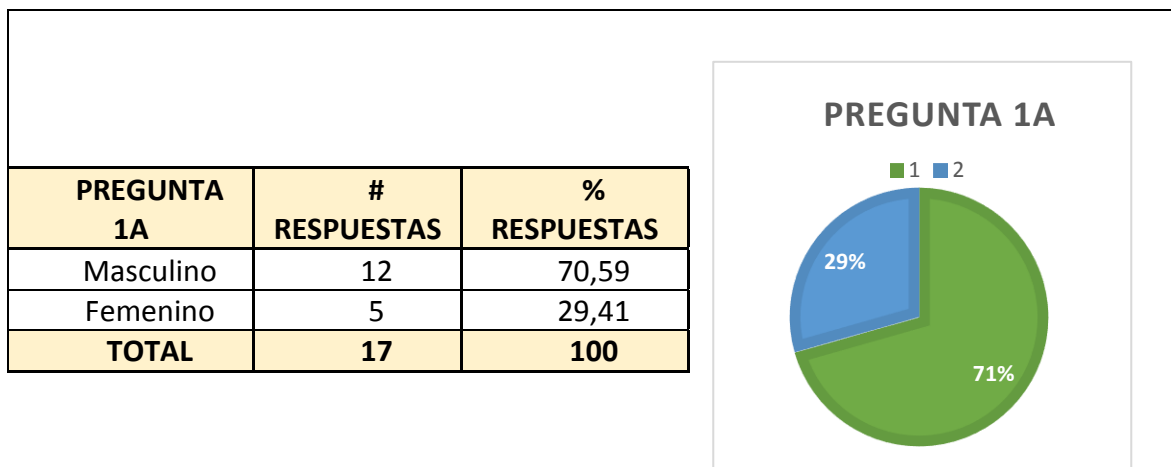 PREGUNTA 1A
1 2
PREGUNTA # %
1A RESPUESTAS RESPUESTAS
Masculino 12 70,59
Femenino 5 29,41
TOTAL 17 100
29%
71%